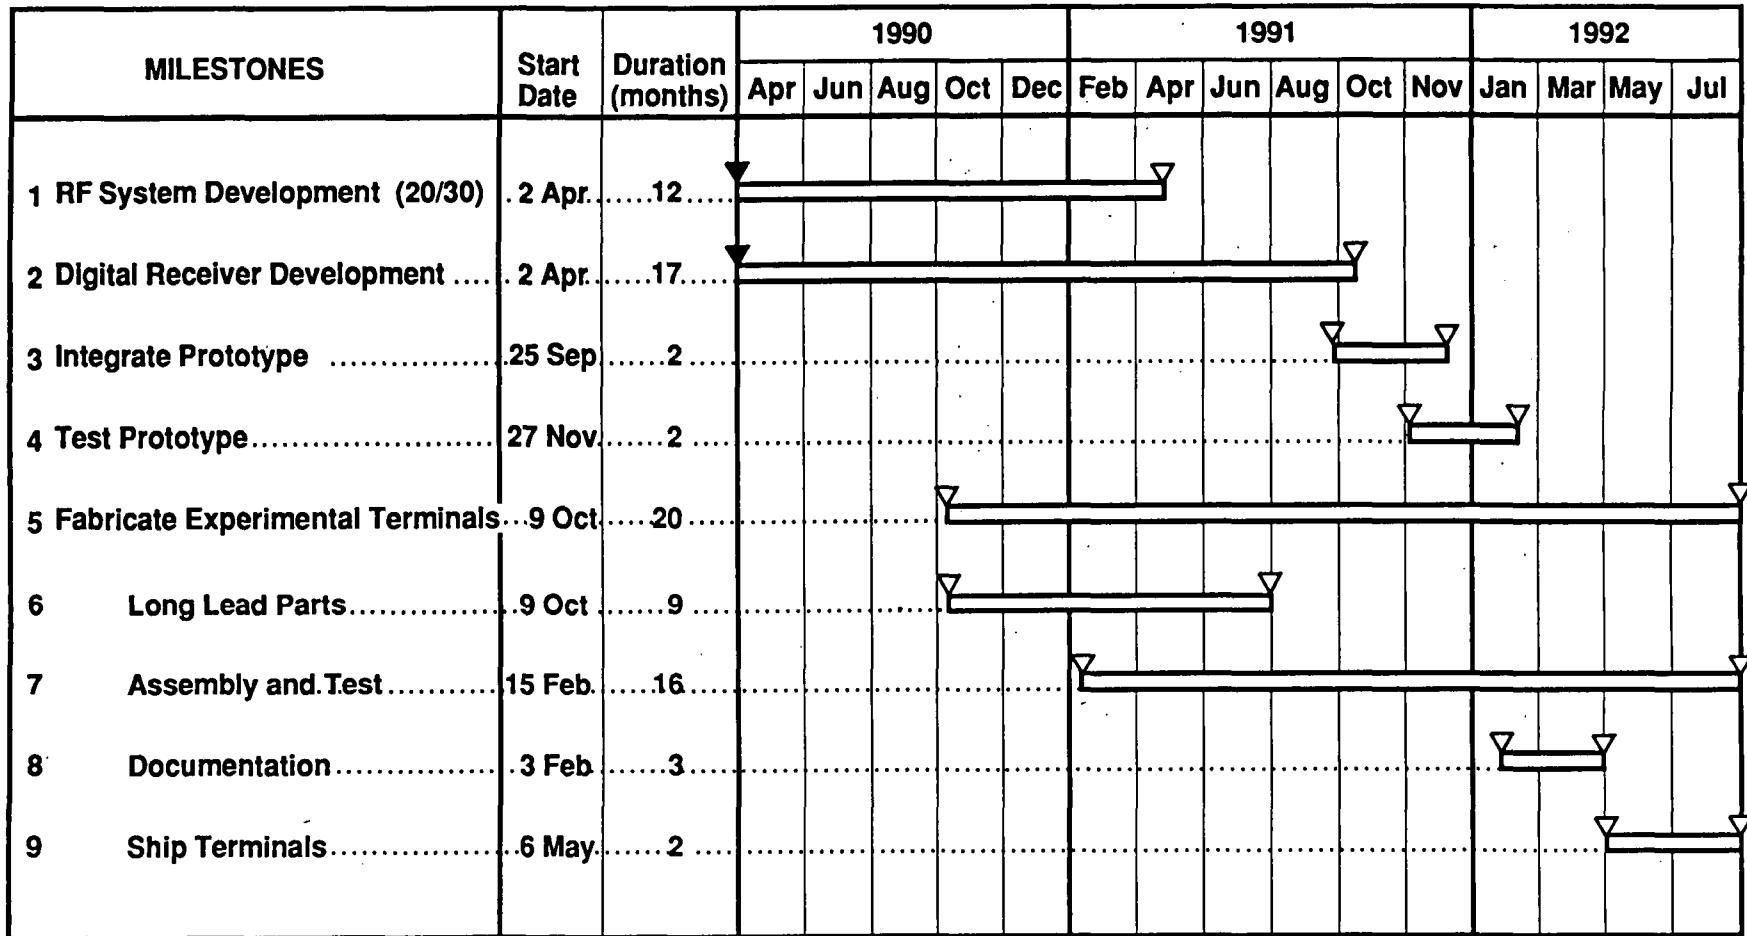 1990 1991 1992
MILESTONES Start Date Duration (months) Apr Jun Aug Oct Dec Feb Apr Jun Aug Oct Nov Jan Mar May Jul
1 RF System Development (20/30) 2 Apr. 12
2 Digital Receiver Development 2 Apr. 17
3 Integrate Prototype 25 Sep 2
4 Test Prototype 27 Nov. 2
5 Fabricate Experimental Terminals 9 Oct 20
6 Long Lead Parts 9 Oct 9
7 Assembly and Test 15 Feb. 16
8 Documentation 3 Feb. 3
9 Ship Terminals 6 May 2